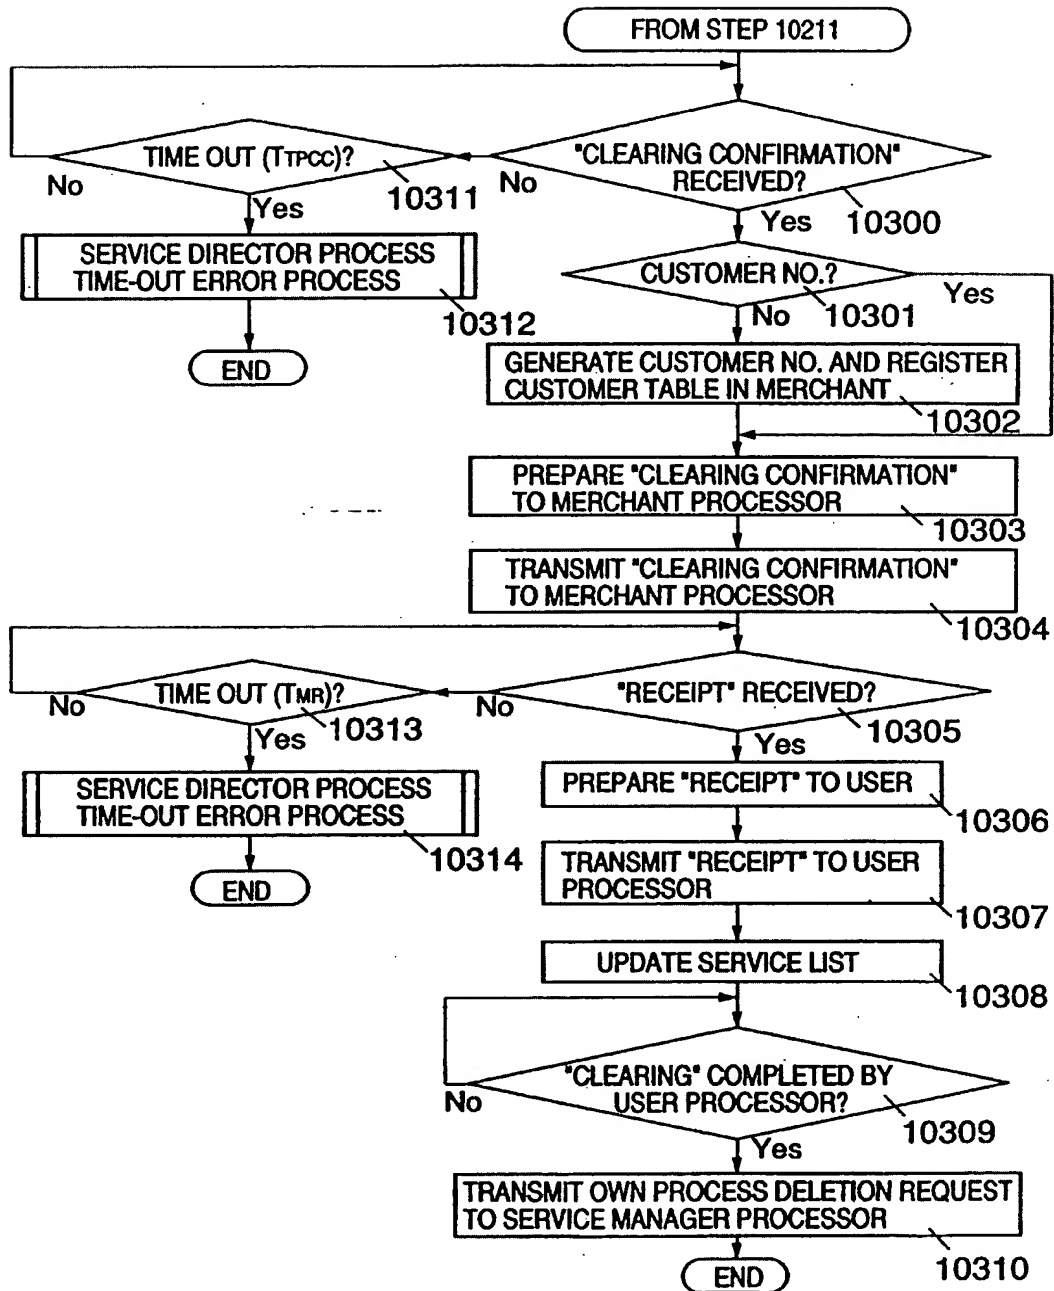 FROM STEP 10211
TIME OUT (TTPCC)?
No
10311
Yes
"CLEARING CONFIRMATION"
RECEIVED?
No
10300
Yes
SERVICE DIRECTOR PROCESS
TIME-OUT ERROR PROCESS
10312
END
CUSTOMER NO.?
Yes
No
10301
GENERATE CUSTOMER NO. AND REGISTER
CUSTOMER TABLE IN MERCHANT
10302
PREPARE "CLEARING CONFIRMATION"
TO MERCHANT PROCESSOR
10303
TRANSMIT "CLEARING CONFIRMATION"
TO MERCHANT PROCESSOR
10304
TIME OUT (TMR)?
No
10313
Yes
"RECEIPT" RECEIVED?
No
10305
Yes
SERVICE DIRECTOR PROCESS
TIME-OUT ERROR PROCESS
10314
END
PREPARE "RECEIPT" TO USER
10306
TRANSMIT "RECEIPT" TO USER
PROCESSOR
10307
UPDATE SERVICE LIST
10308
"CLEARING" COMPLETED BY
USER PROCESSOR?
No
10309
Yes
TRANSMIT OWN PROCESS DELETION REQUEST
TO SERVICE MANAGER PROCESSOR
10310
END